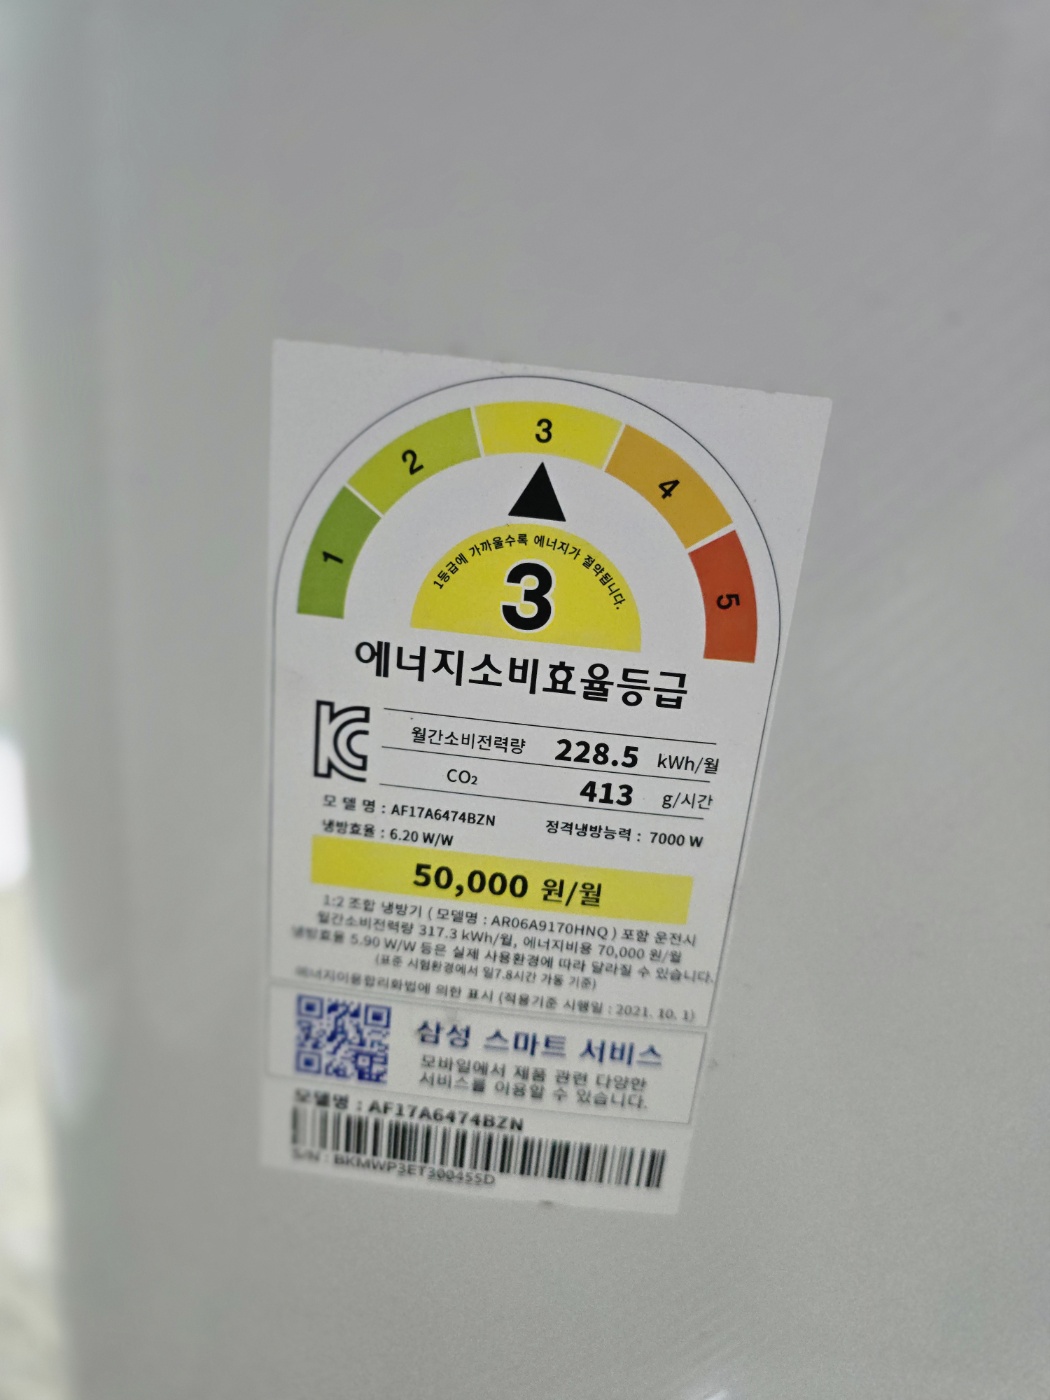 1 2 3 4 5
1등급에 가까울수록 에너지가 절약됩니다.
3
에너지소비효율등급
월간소비전력량 228.5 kWh/월
CO₂ 413 g/시간
모 델 명 : AF17A6474BZN 정격냉방능력 : 7000 W
냉방효율 : 6.20 W/W
50,000 원/월
1:2 조합 냉방기 ( 모델명 : AR06A9170HNQ ) 포함 운전시
월간소비전력량 317.3 kWh/월, 에너지비용 70,000 원/월
냉방효율 5.90 W/W 등은 실제 사용환경에 따라 달라질 수 있습니다.
(표준 시험환경에서 일7.8시간 가동 기준)
에너지이용합리화법에 의한 표시 (적용기준 시행일 : 2021. 10. 1)
삼성 스마트 서비스
모바일에서 제품 관련 다양한
서비스를 이용할 수 있습니다.
모델명 : AF17A6474BZN
S/N : BKMWP3ET300455D